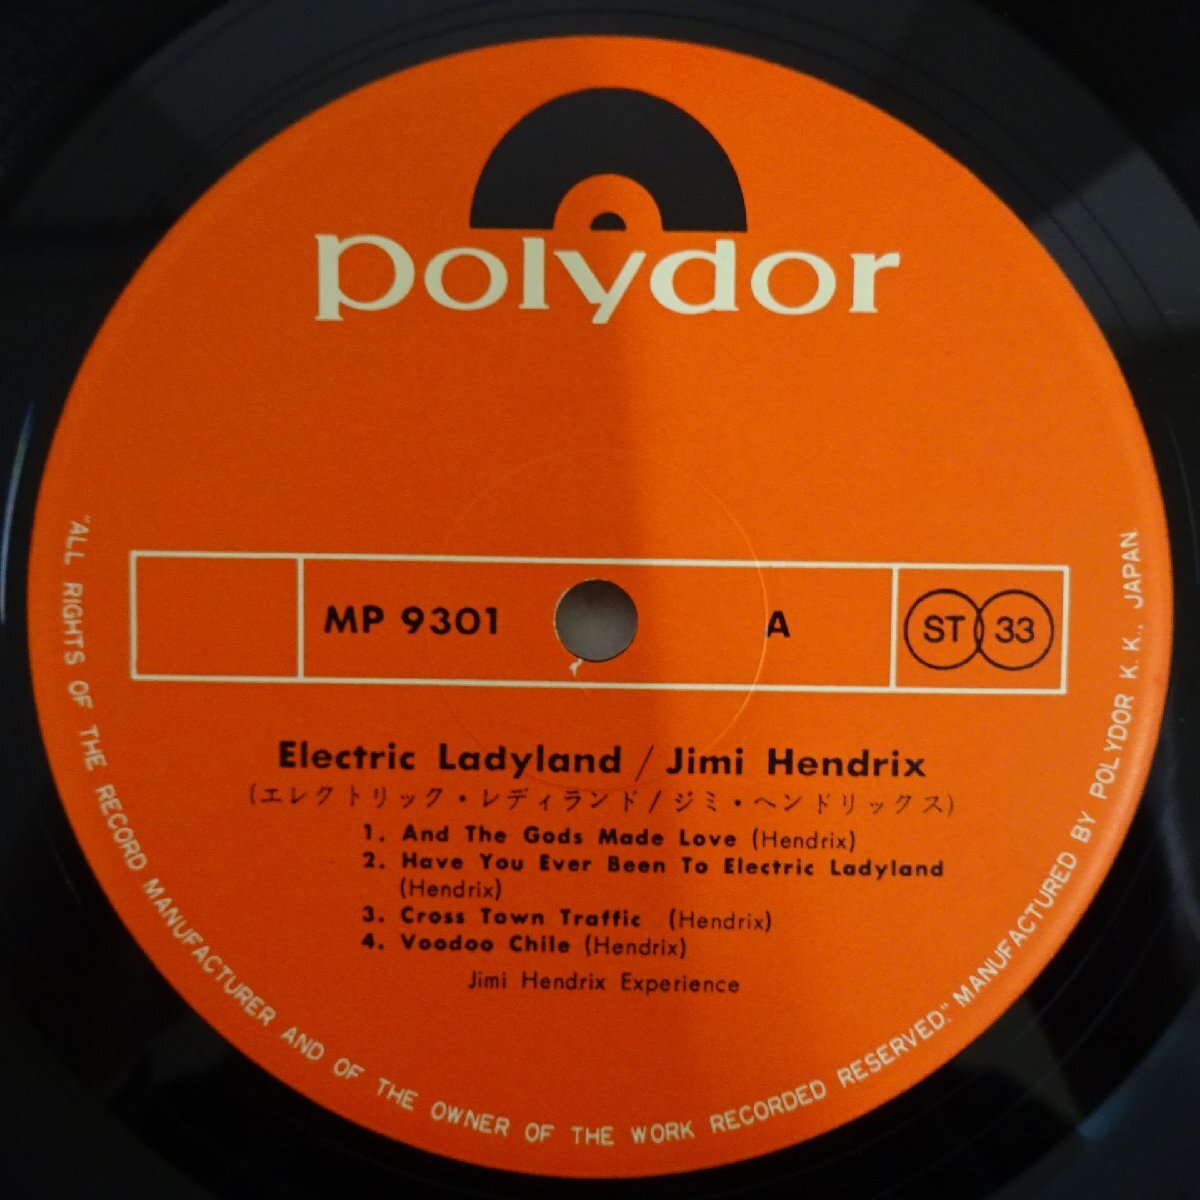 polydor
MP 9301 A ST 33
Electric Ladyland / Jimi Hendrix
(エレクトリック・レディランド/ジミ・ヘンドリックス)
1. And The Gods Made Love (Hendrix)
2. Have You Ever Been To Electric Ladyland
(Hendrix)
3. Cross Town Traffic (Hendrix)
4. Voodoo Chile (Hendrix)
Jimi Hendrix Experience
"ALL RIGHTS OF THE RECORD MANUFACTURER AND OF THE OWNER OF THE WORK RECORDED RESERVED." MANUFACTURED BY POLYDOR K.K., JAPAN